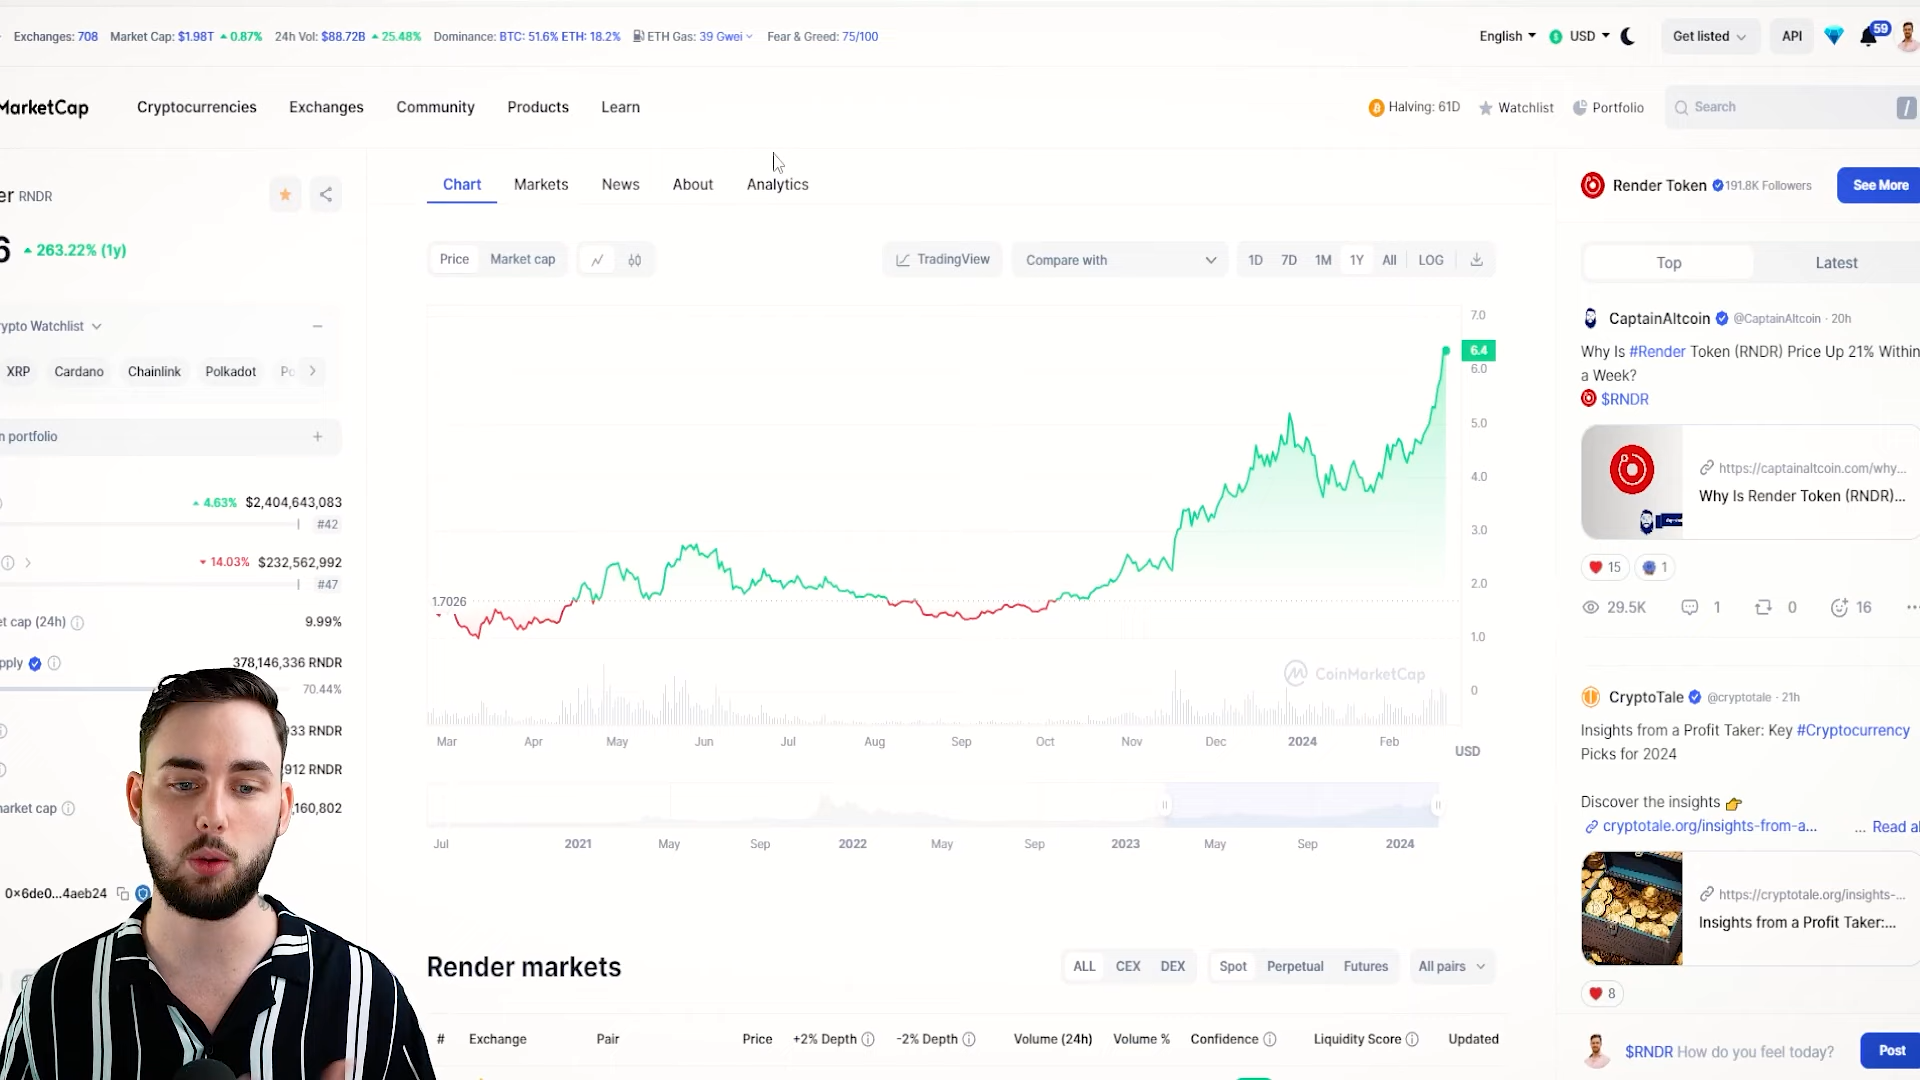 Exchanges: 708 Market Cap: $1.98T 0.87% 24h Vol: $88.72B 25.48% Dominance: BTC: 51.6% ETH: 18.2% ETH Gas: 39 Gwei Fear & Greed: 75/100
English USD Get listed API 59
MarketCap Cryptocurrencies Exchanges Community Products Learn
Halving: 61D Watchlist Portfolio Search /
RNDR
263.22% (1y)
Watchlist
XRP Cardano Chainlink Polkadot
portfolio
4.63% $2,404,643,083
#42
14.03% $232,562,992
#47
cap (24h) 9.99%
378,146,336 RNDR
70.44%
RNDR
RNDR
cap
0x6de0...4aeb24
Chart Markets News About Analytics
Price Market cap
TradingView Compare with 1D 7D 1M 1Y All LOG
7.0
6.4
6.0
5.0
4.0
3.0
2.0
1.7026
1.0
0
CoinMarketCap
Mar Apr May Jun Jul Aug Sep Oct Nov Dec 2024 Feb
USD
Jul 2021 May Sep 2022 May Sep 2023 May Sep 2024
Render markets
ALL CEX DEX Spot Perpetual Futures All pairs
# Exchange Pair Price +2% Depth -2% Depth Volume (24h) Volume % Confidence Liquidity Score Updated
Render Token 191.8K Followers See More
Top Latest
CaptainAltcoin @CaptainAltcoin · 20h
Why Is #Render Token (RNDR) Price Up 21% Within
a Week?
$RNDR
https://captainaltcoin.com/why...
Why Is Render Token (RNDR)...
15 1
29.5K 1 0 16 ...
CryptoTale @cryptotale · 21h
Insights from a Profit Taker: Key #Cryptocurrency
Picks for 2024
Discover the insights
cryptotale.org/insights-from-a... ... Read
https://cryptotale.org/insights-...
Insights from a Profit Taker:...
8
$RNDR How do you feel today? Post